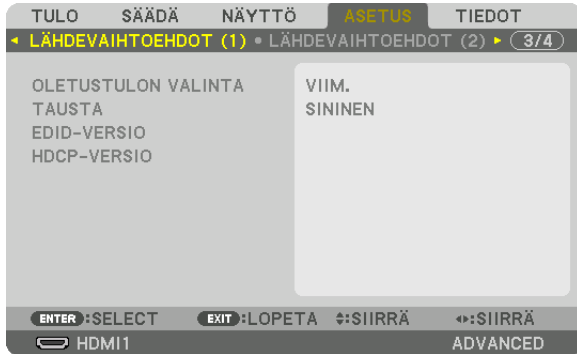 TULO SÄÄDÄ NÄYTTÖ ASETUS TIEDOT
LÄHDEVAIHTOEHDOT (1) • LÄHDEVAIHTOEHDOT (2) 3/4
OLETUSTULON VALINTA VIIM.
TAUSTA SININEN
EDID-VERSIO
HDCP-VERSIO
ENTER :SELECT EXIT :LOPETA :SIIRRÄ :SIIRRÄ
HDMI1 ADVANCED